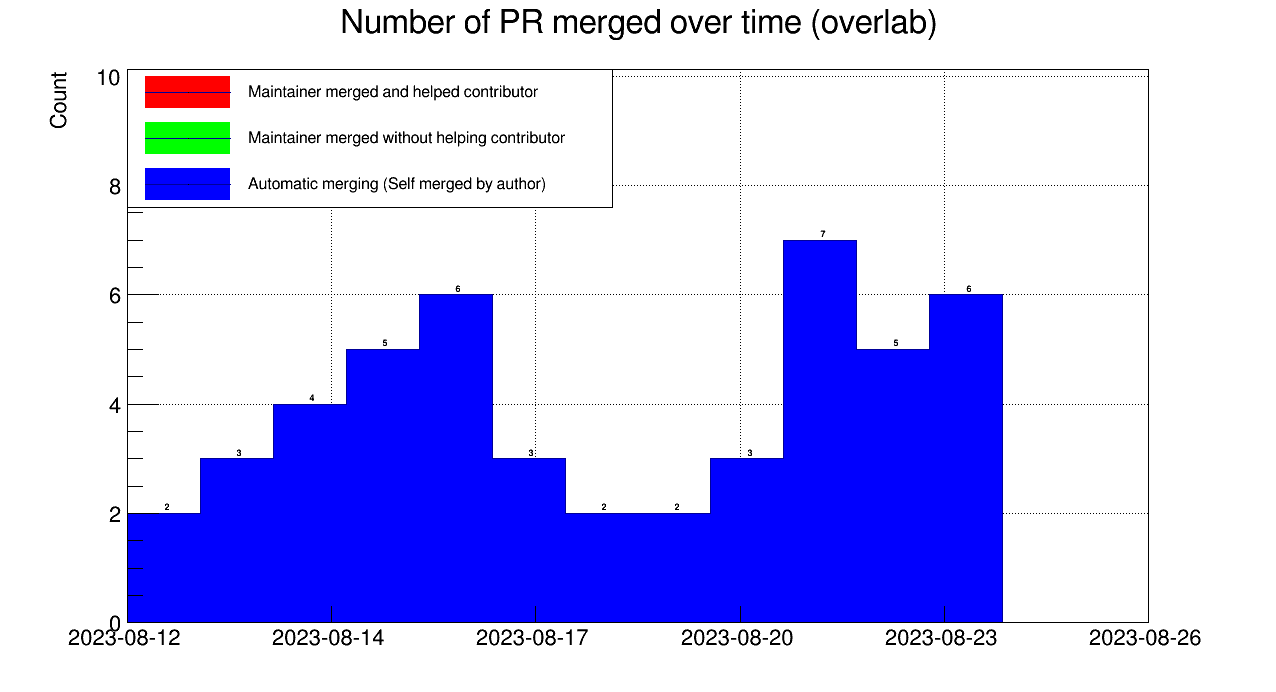 Number of PR merged over time (overlab)
Count
10
8
6
4
2
0
Maintainer merged and helped contributor
Maintainer merged without helping contributor
Automatic merging (Self merged by author)
2 3 4 5 6 3 2 2 3 7 5 6
2023-08-12 2023-08-14 2023-08-17 2023-08-20 2023-08-23 2023-08-26